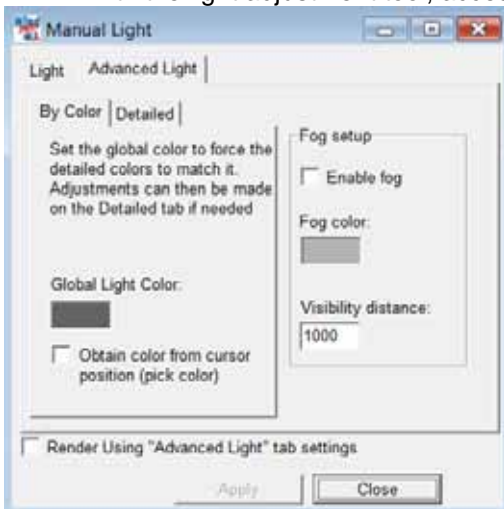 Manual Light
Light Advanced Light
By Color Detailed
Set the global color to force the
detailed colors to match it.
Adjustments can then be made
on the Detailed tab if needed
Global Light Color:
Obtain color from cursor
position (pick color)
Fog setup
Enable fog
Fog color:
Visibility distance:
1000
Render Using "Advanced Light" tab settings
Apply Close